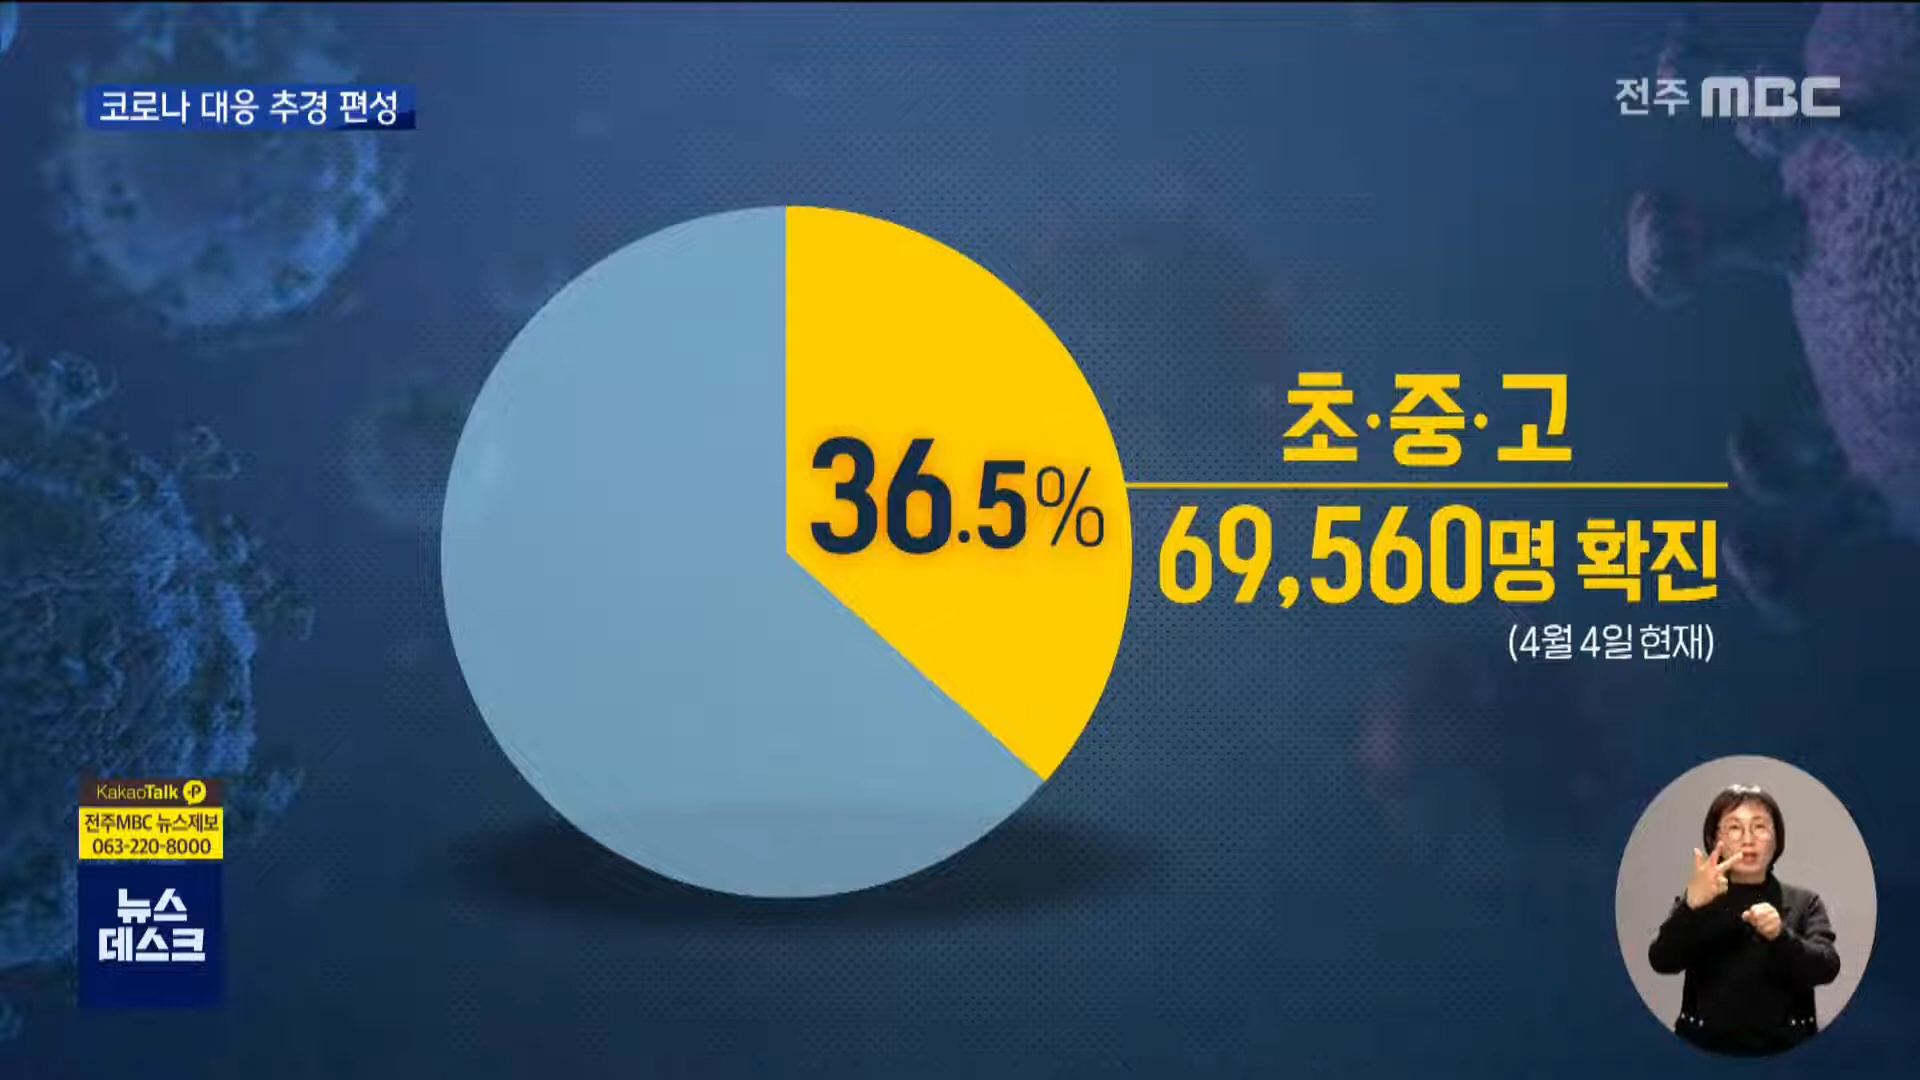 코로나 대응 추경 편성
전주 MBC
36.5%
초·중·고
69,560명 확진
(4월 4일 현재)
KakaoTalk P
전주MBC 뉴스제보
063-220-8000
뉴스
데스크